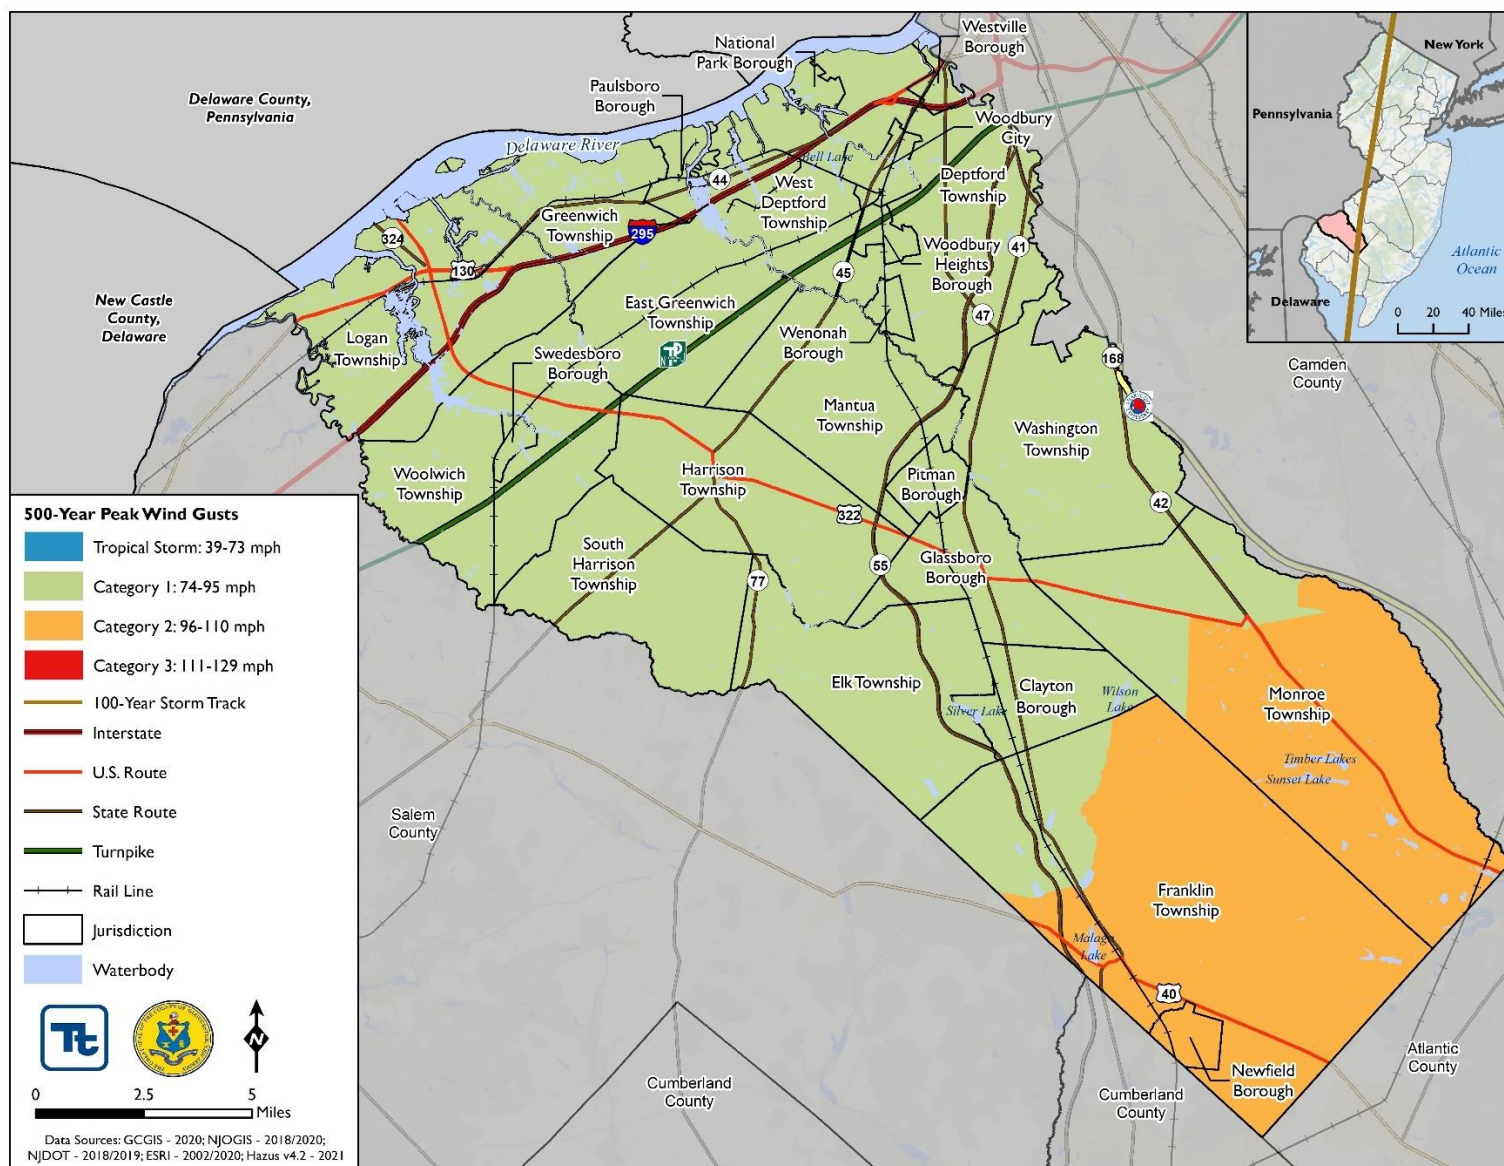 National
Park Borough
Westville
Borough
Paulsboro
Borough
Delaware County,
Pennsylvania
Delaware River
Woodbury
City
44
West
Deptford
Township
Deptford
Township
Greenwich
Township
295
324
130
45
Woodbury
Heights
Borough
41
New Castle
County,
Delaware
East Greenwich
Township
47
Logan
Township
Wenonah
Borough
Swedesboro
Borough
168
Mantua
Township
Washington
Township
Woolwich
Township
Harrison
Township
Pitman
Borough
42
322
South
Harrison
Township
Glassboro
Borough
55
77
Elk Township
Clayton
Borough
Wilson
Lake
Silver Lake
Monroe
Township
Timber Lakes
Sunset Lake
Salem
County
Franklin
Township
Malaga
Lake
40
Newfield
Borough
Cumberland
County
Cumberland
County
Atlantic
County
Camden
County
New York
Pennsylvania
Atlantic
Ocean
Delaware
0 20 40 Miles
500-Year Peak Wind Gusts
Tropical Storm: 39-73 mph
Category 1: 74-95 mph
Category 2: 96-110 mph
Category 3: 111-129 mph
100-Year Storm Track
Interstate
U.S. Route
State Route
Turnpike
Rail Line
Jurisdiction
Waterbody
Tt
N
0 2.5 5
Miles
Data Sources: GCGIS - 2020; NJOGIS - 2018/2020;
NJDOT - 2018/2019; ESRI - 2002/2020; Hazus v4.2 - 2021